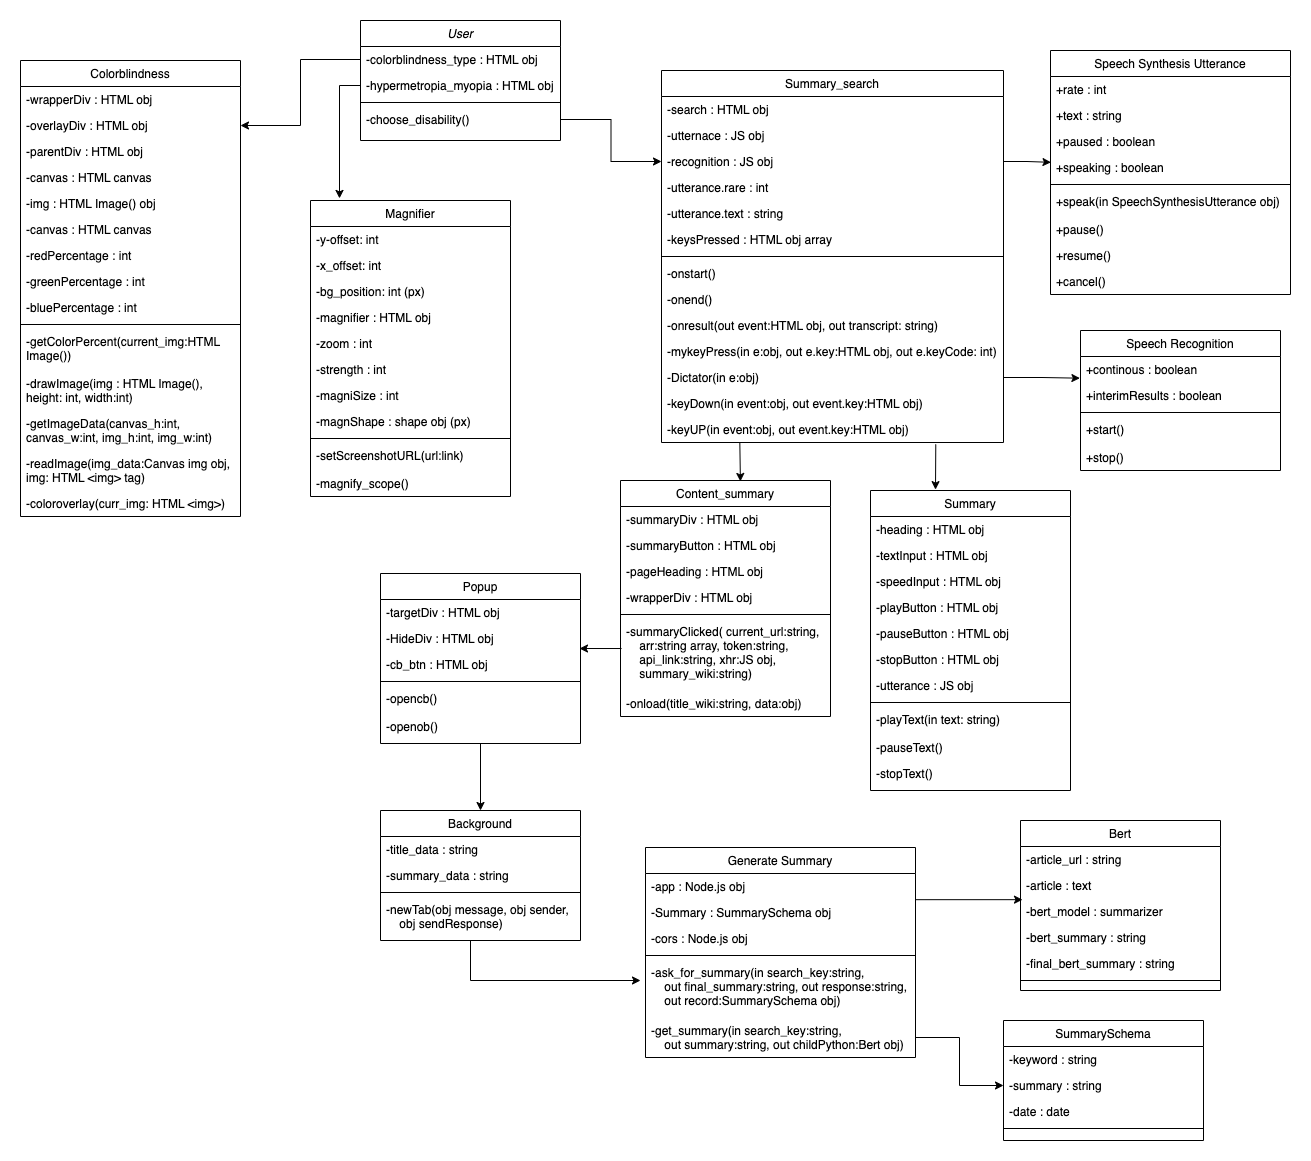 User
-colorblindness_type : HTML obj
-hypermetropia_myopia : HTML obj
-choose_disability()
Colorblindness
-wrapperDiv : HTML obj
-overlayDiv : HTML obj
-parentDiv : HTML obj
-canvas : HTML canvas
-img : HTML Image() obj
-canvas : HTML canvas
-redPercentage : int
-greenPercentage : int
-bluePercentage : int
-getColorPercent(current_img:HTML
Image())
-drawImage(img : HTML Image(),
height: int, width:int)
-getImageData(canvas_h:int,
canvas_w:int, img_h:int, img_w:int)
-readImage(img_data:Canvas img obj,
img: HTML <img> tag)
-coloroverlay(curr_img: HTML <img>)
Magnifier
-y-offset: int
-x_offset: int
-bg_position: int (px)
-magnifier : HTML obj
-zoom : int
-strength : int
-magniSize : int
-magnShape : shape obj (px)
-setScreenshotURL(url:link)
-magnify_scope()
Summary_search
-search : HTML obj
-utternace : JS obj
-recognition : JS obj
-utterance.rare : int
-utterance.text : string
-keysPressed : HTML obj array
-onstart()
-onend()
-onresult(out event:HTML obj, out transcript: string)
-mykeyPress(in e:obj, out e.key:HTML obj, out e.keyCode: int)
-Dictator(in e:obj)
-keyDown(in event:obj, out event.key:HTML obj)
-keyUP(in event:obj, out event.key:HTML obj)
Speech Synthesis Utterance
+rate : int
+text : string
+paused : boolean
+speaking : boolean
+speak(in SpeechSynthesisUtterance obj)
+pause()
+resume()
+cancel()
Speech Recognition
+continous : boolean
+interimResults : boolean
+start()
+stop()
Content_summary
-summaryDiv : HTML obj
-summaryButton : HTML obj
-pageHeading : HTML obj
-wrapperDiv : HTML obj
-summaryClicked( current_url:string,
arr:string array, token:string,
api_link:string, xhr:JS obj,
summary_wiki:string)
-onload(title_wiki:string, data:obj)
Summary
-heading : HTML obj
-textInput : HTML obj
-speedInput : HTML obj
-playButton : HTML obj
-pauseButton : HTML obj
-stopButton : HTML obj
-utterance : JS obj
-playText(in text: string)
-pauseText()
-stopText()
Popup
-targetDiv : HTML obj
-HideDiv : HTML obj
-cb_btn : HTML obj
-opencb()
-openob()
Background
-title_data : string
-summary_data : string
-newTab(obj message, obj sender,
obj sendResponse)
Generate Summary
-app : Node.js obj
-Summary : SummarySchema obj
-cors : Node.js obj
-ask_for_summary(in search_key:string,
out final_summary:string, out response:string,
out record:SummarySchema obj)
-get_summary(in search_key:string,
out summary:string, out childPython:Bert obj)
Bert
-article_url : string
-article : text
-bert_model : summarizer
-bert_summary : string
-final_bert_summary : string
SummarySchema
-keyword : string
-summary : string
-date : date